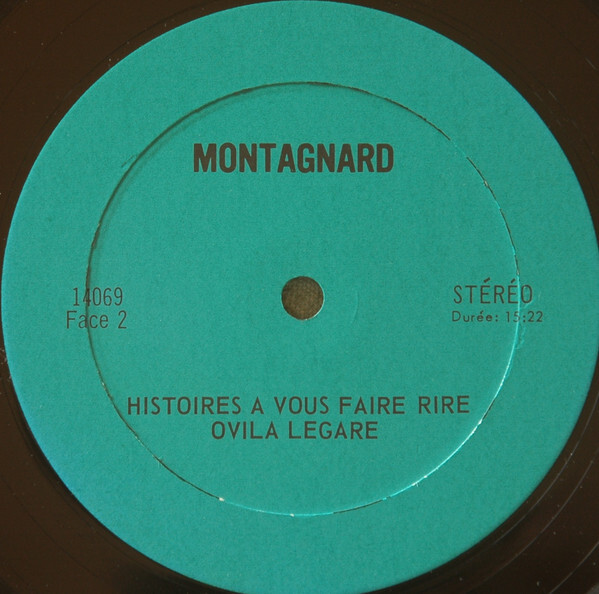 MONTAGNARD
14069
Face 2
STÉRÉO
Durée: 15:22
HISTOIRES A VOUS FAIRE RIRE
OVILA LEGARE